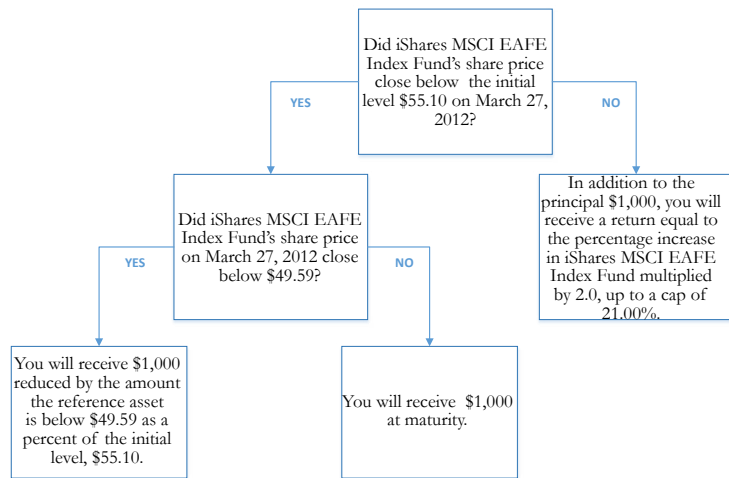 Did iShares MSCI EAFE
Index Fund's share price
close below the initial
level $55.10 on March 27,
2012?
YES
NO
Did iShares MSCI EAFE
Index Fund's share price
on March 27, 2012 close
below $49.59?
In addition to the
principal $1,000, you will
receive a return equal to
the percentage increase
in iShares MSCI EAFE
Index Fund multiplied
by 2.0, up to a cap of
21.00%.
YES
NO
You will receive $1,000
reduced by the amount
the reference asset
is below $49.59 as a
percent of the initial
level, $55.10.
You will receive $1,000
at maturity.